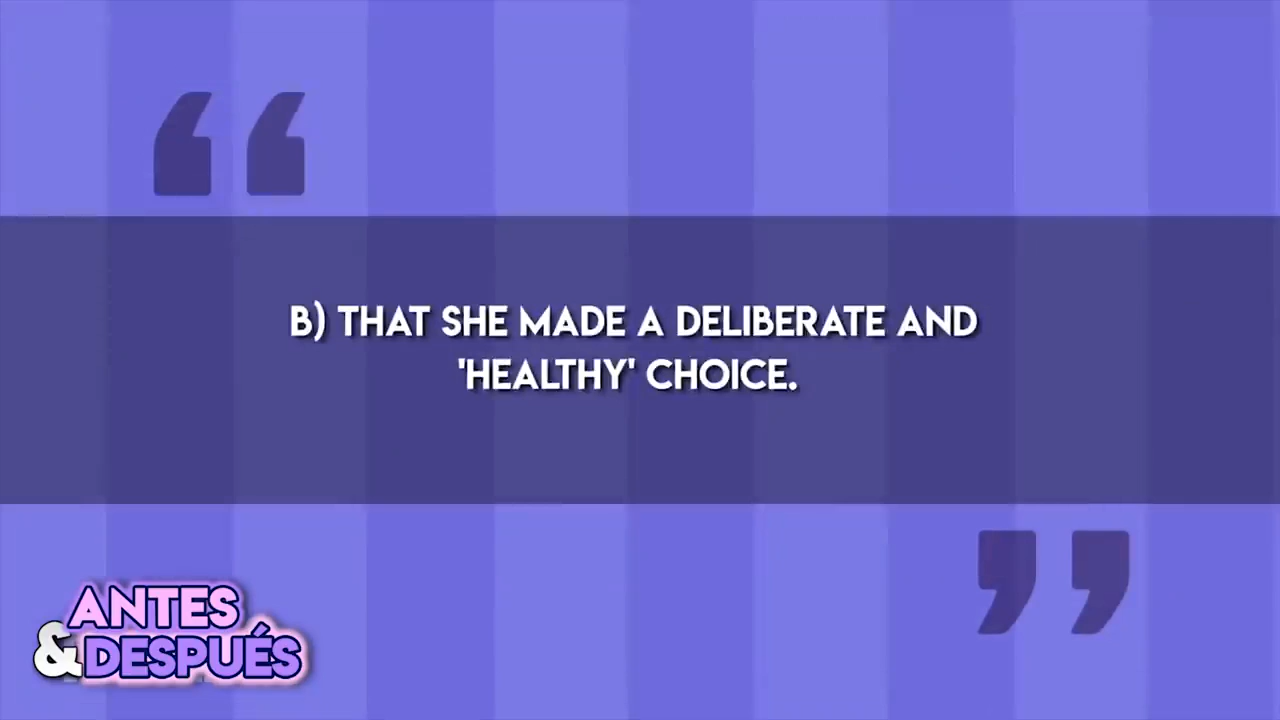 B) THAT SHE MADE A DELIBERATE AND
'HEALTHY' CHOICE.
ANTES
&DESPUÉS